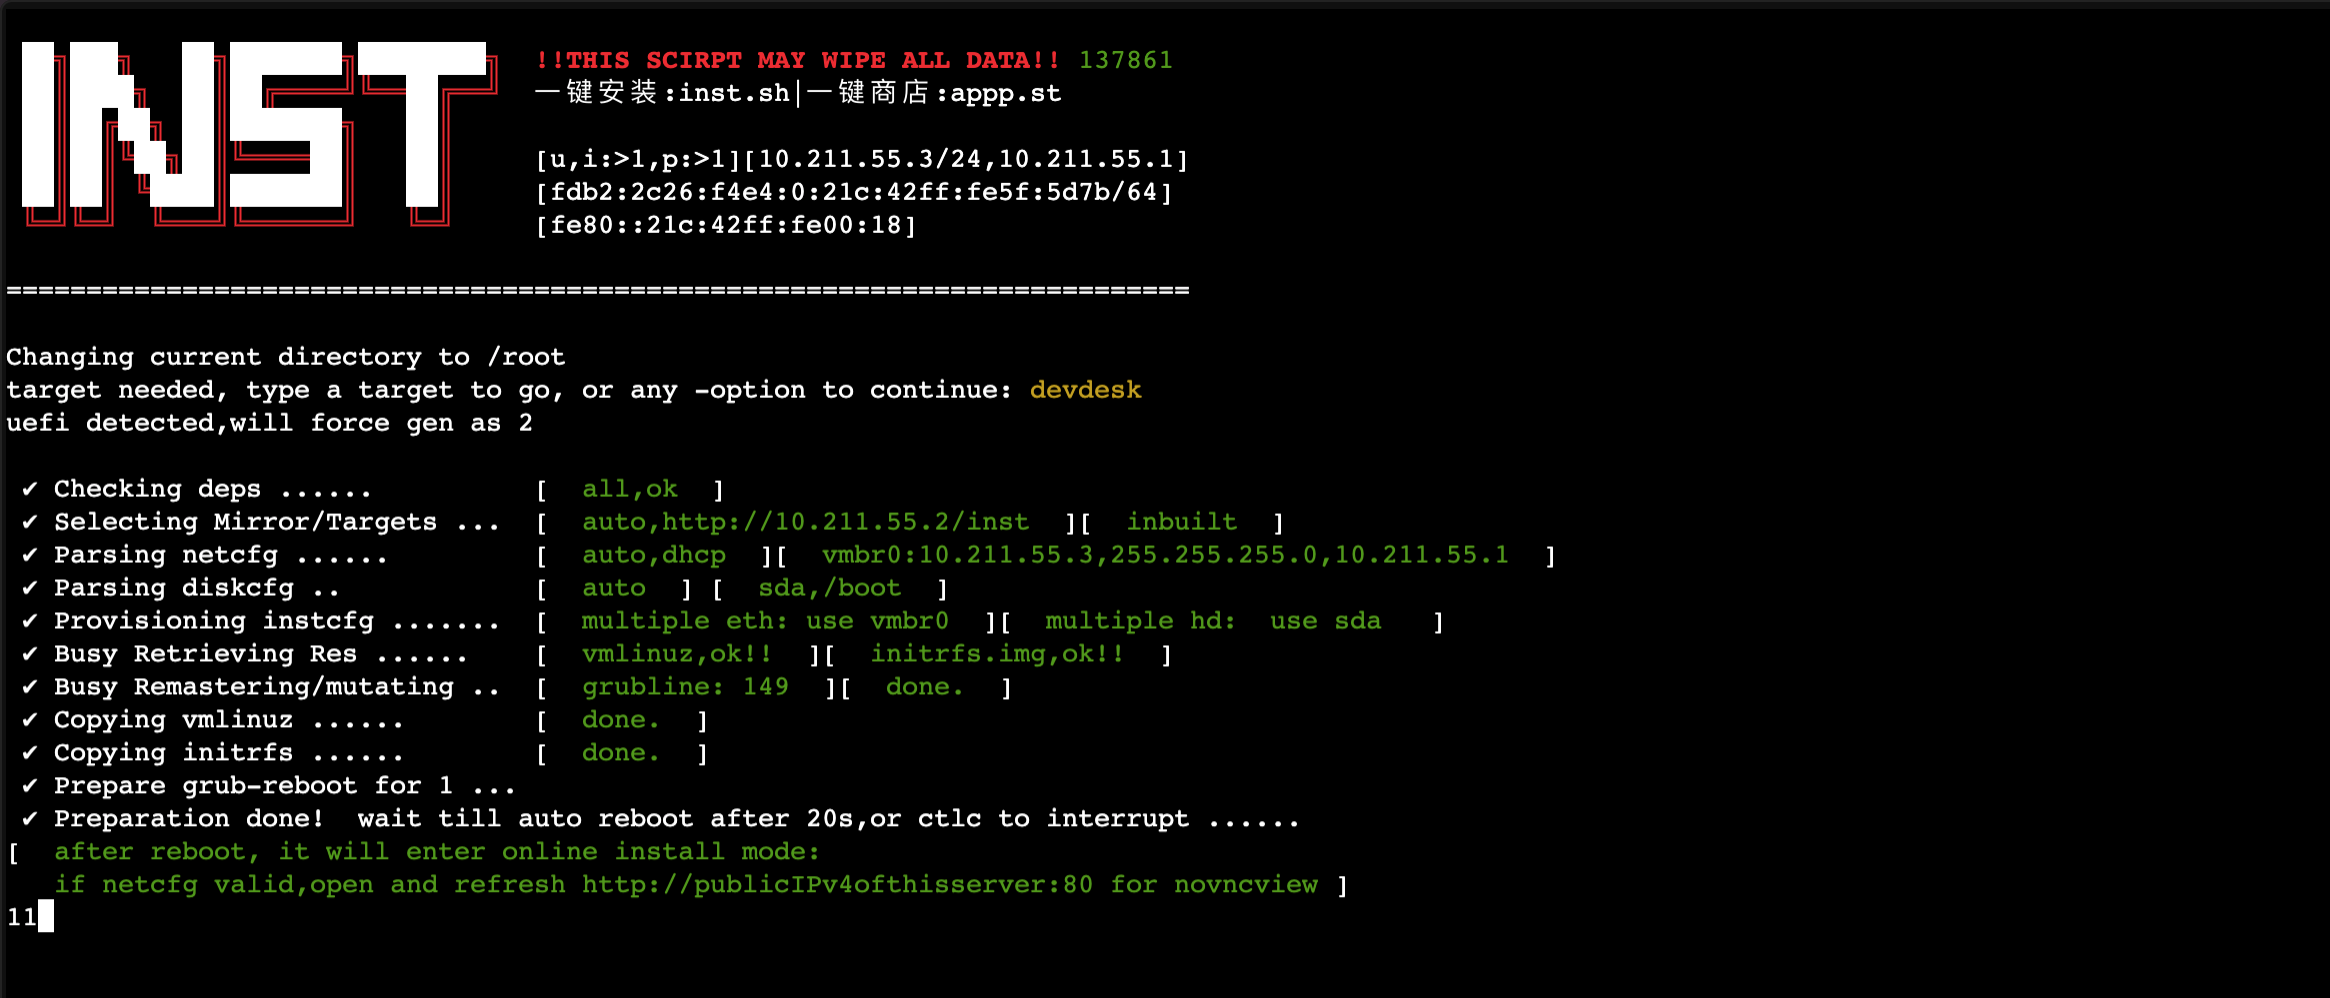 INST
!!THIS SCIRPT MAY WIPE ALL DATA!! 137861
一键安装:inst.sh|一键商店:appp.st
[u,i:>1,p:>1][10.211.55.3/24,10.211.55.1]
[fdb2:2c26:f4e4:0:21c:42ff:fe5f:5d7b/64]
[fe80::21c:42ff:fe00:18]
==========================================================================
Changing current directory to /root
target needed, type a target to go, or any -option to continue: devdesk
uefi detected,will force gen as 2
✔ Checking deps ...... [ all,ok ]
✔ Selecting Mirror/Targets ... [ auto,http://10.211.55.2/inst ][ inbuilt ]
✔ Parsing netcfg ...... [ auto,dhcp ][ vmbr0:10.211.55.3,255.255.255.0,10.211.55.1 ]
✔ Parsing diskcfg .. [ auto ] [ sda,/boot ]
✔ Provisioning instcfg ....... [ multiple eth: use vmbr0 ][ multiple hd: use sda ]
✔ Busy Retrieving Res ...... [ vmlinuz,ok!! ][ initrfs.img,ok!! ]
✔ Busy Remastering/mutating .. [ grubline: 149 ][ done. ]
✔ Copying vmlinuz ...... [ done. ]
✔ Copying initrfs ...... [ done. ]
✔ Prepare grub-reboot for 1 ...
✔ Preparation done! wait till auto reboot after 20s,or ctlc to interrupt ......
[ after reboot, it will enter online install mode:
if netcfg valid,open and refresh http://publicIPv4ofthisserver:80 for novncview ]
11